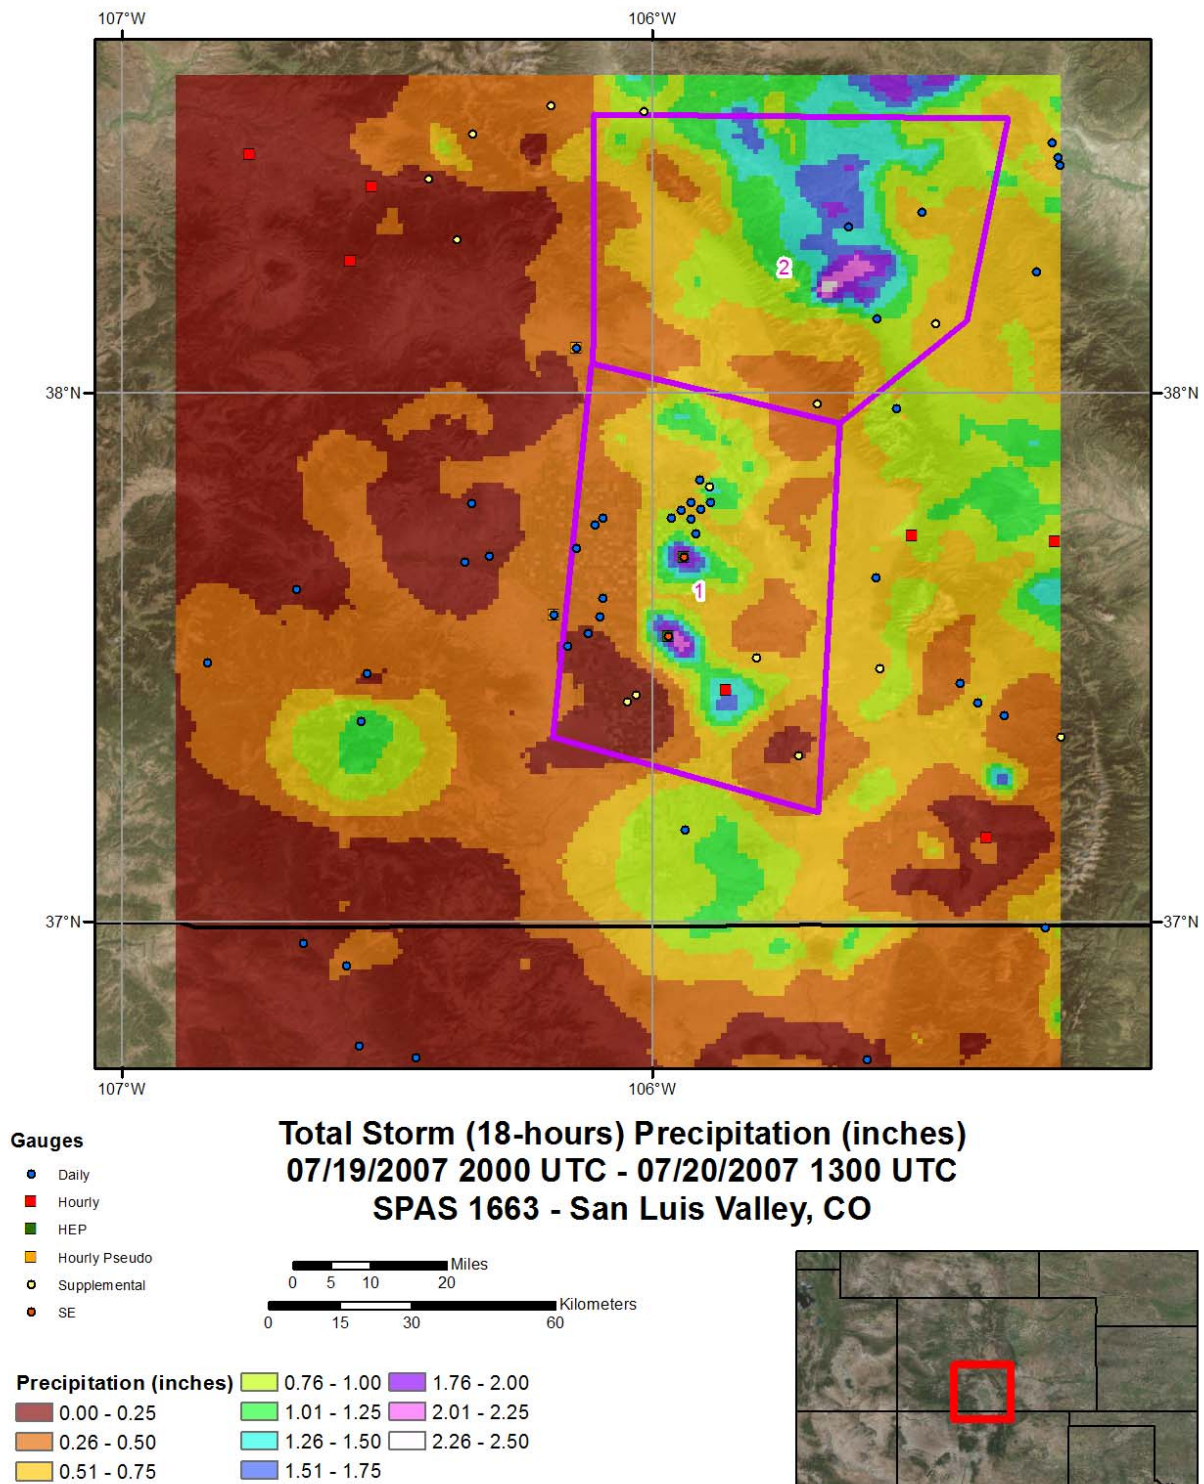 107°W
106°W
2
38°N
38°N
1
37°N
37°N
107°W
106°W
Total Storm (18-hours) Precipitation (inches)
07/19/2007 2000 UTC - 07/20/2007 1300 UTC
SPAS 1663 - San Luis Valley, CO
Gauges
Daily
Hourly
HEP
Hourly Pseudo
Supplemental
SE
Miles
0 5 10 20
Kilometers
0 15 30 60
Precipitation (inches)
0.00 - 0.25
0.26 - 0.50
0.51 - 0.75
0.76 - 1.00
1.01 - 1.25
1.26 - 1.50
1.51 - 1.75
1.76 - 2.00
2.01 - 2.25
2.26 - 2.50